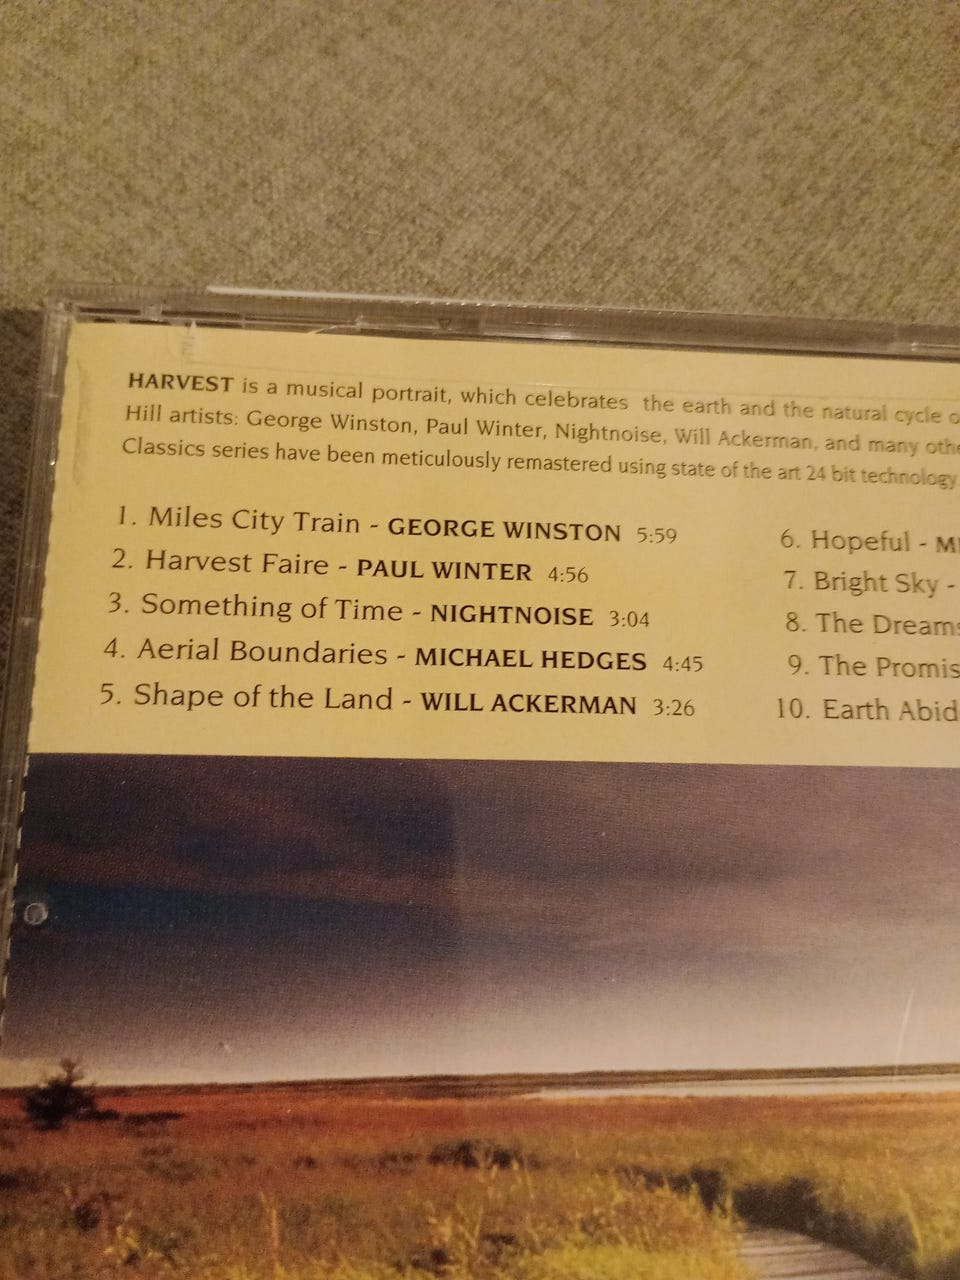 HARVEST is a musical portrait, which celebrates the earth and the natural cycle
Hill artists: George Winston, Paul Winter, Nightnoise, Will Ackerman, and many
Classics series have been meticulously remastered using state of the art 24 bit technology
1. Miles City Train - GEORGE WINSTON 5:59
2. Harvest Faire - PAUL WINTER 4:56
3. Something of Time - NIGHTNOISE 3:04
4. Aerial Boundaries - MICHAEL HEDGES 4:45
5. Shape of the Land - WILL ACKERMAN 3:26
6. Hopeful -
7. Bright Sky -
8. The
9. The
10. Earth